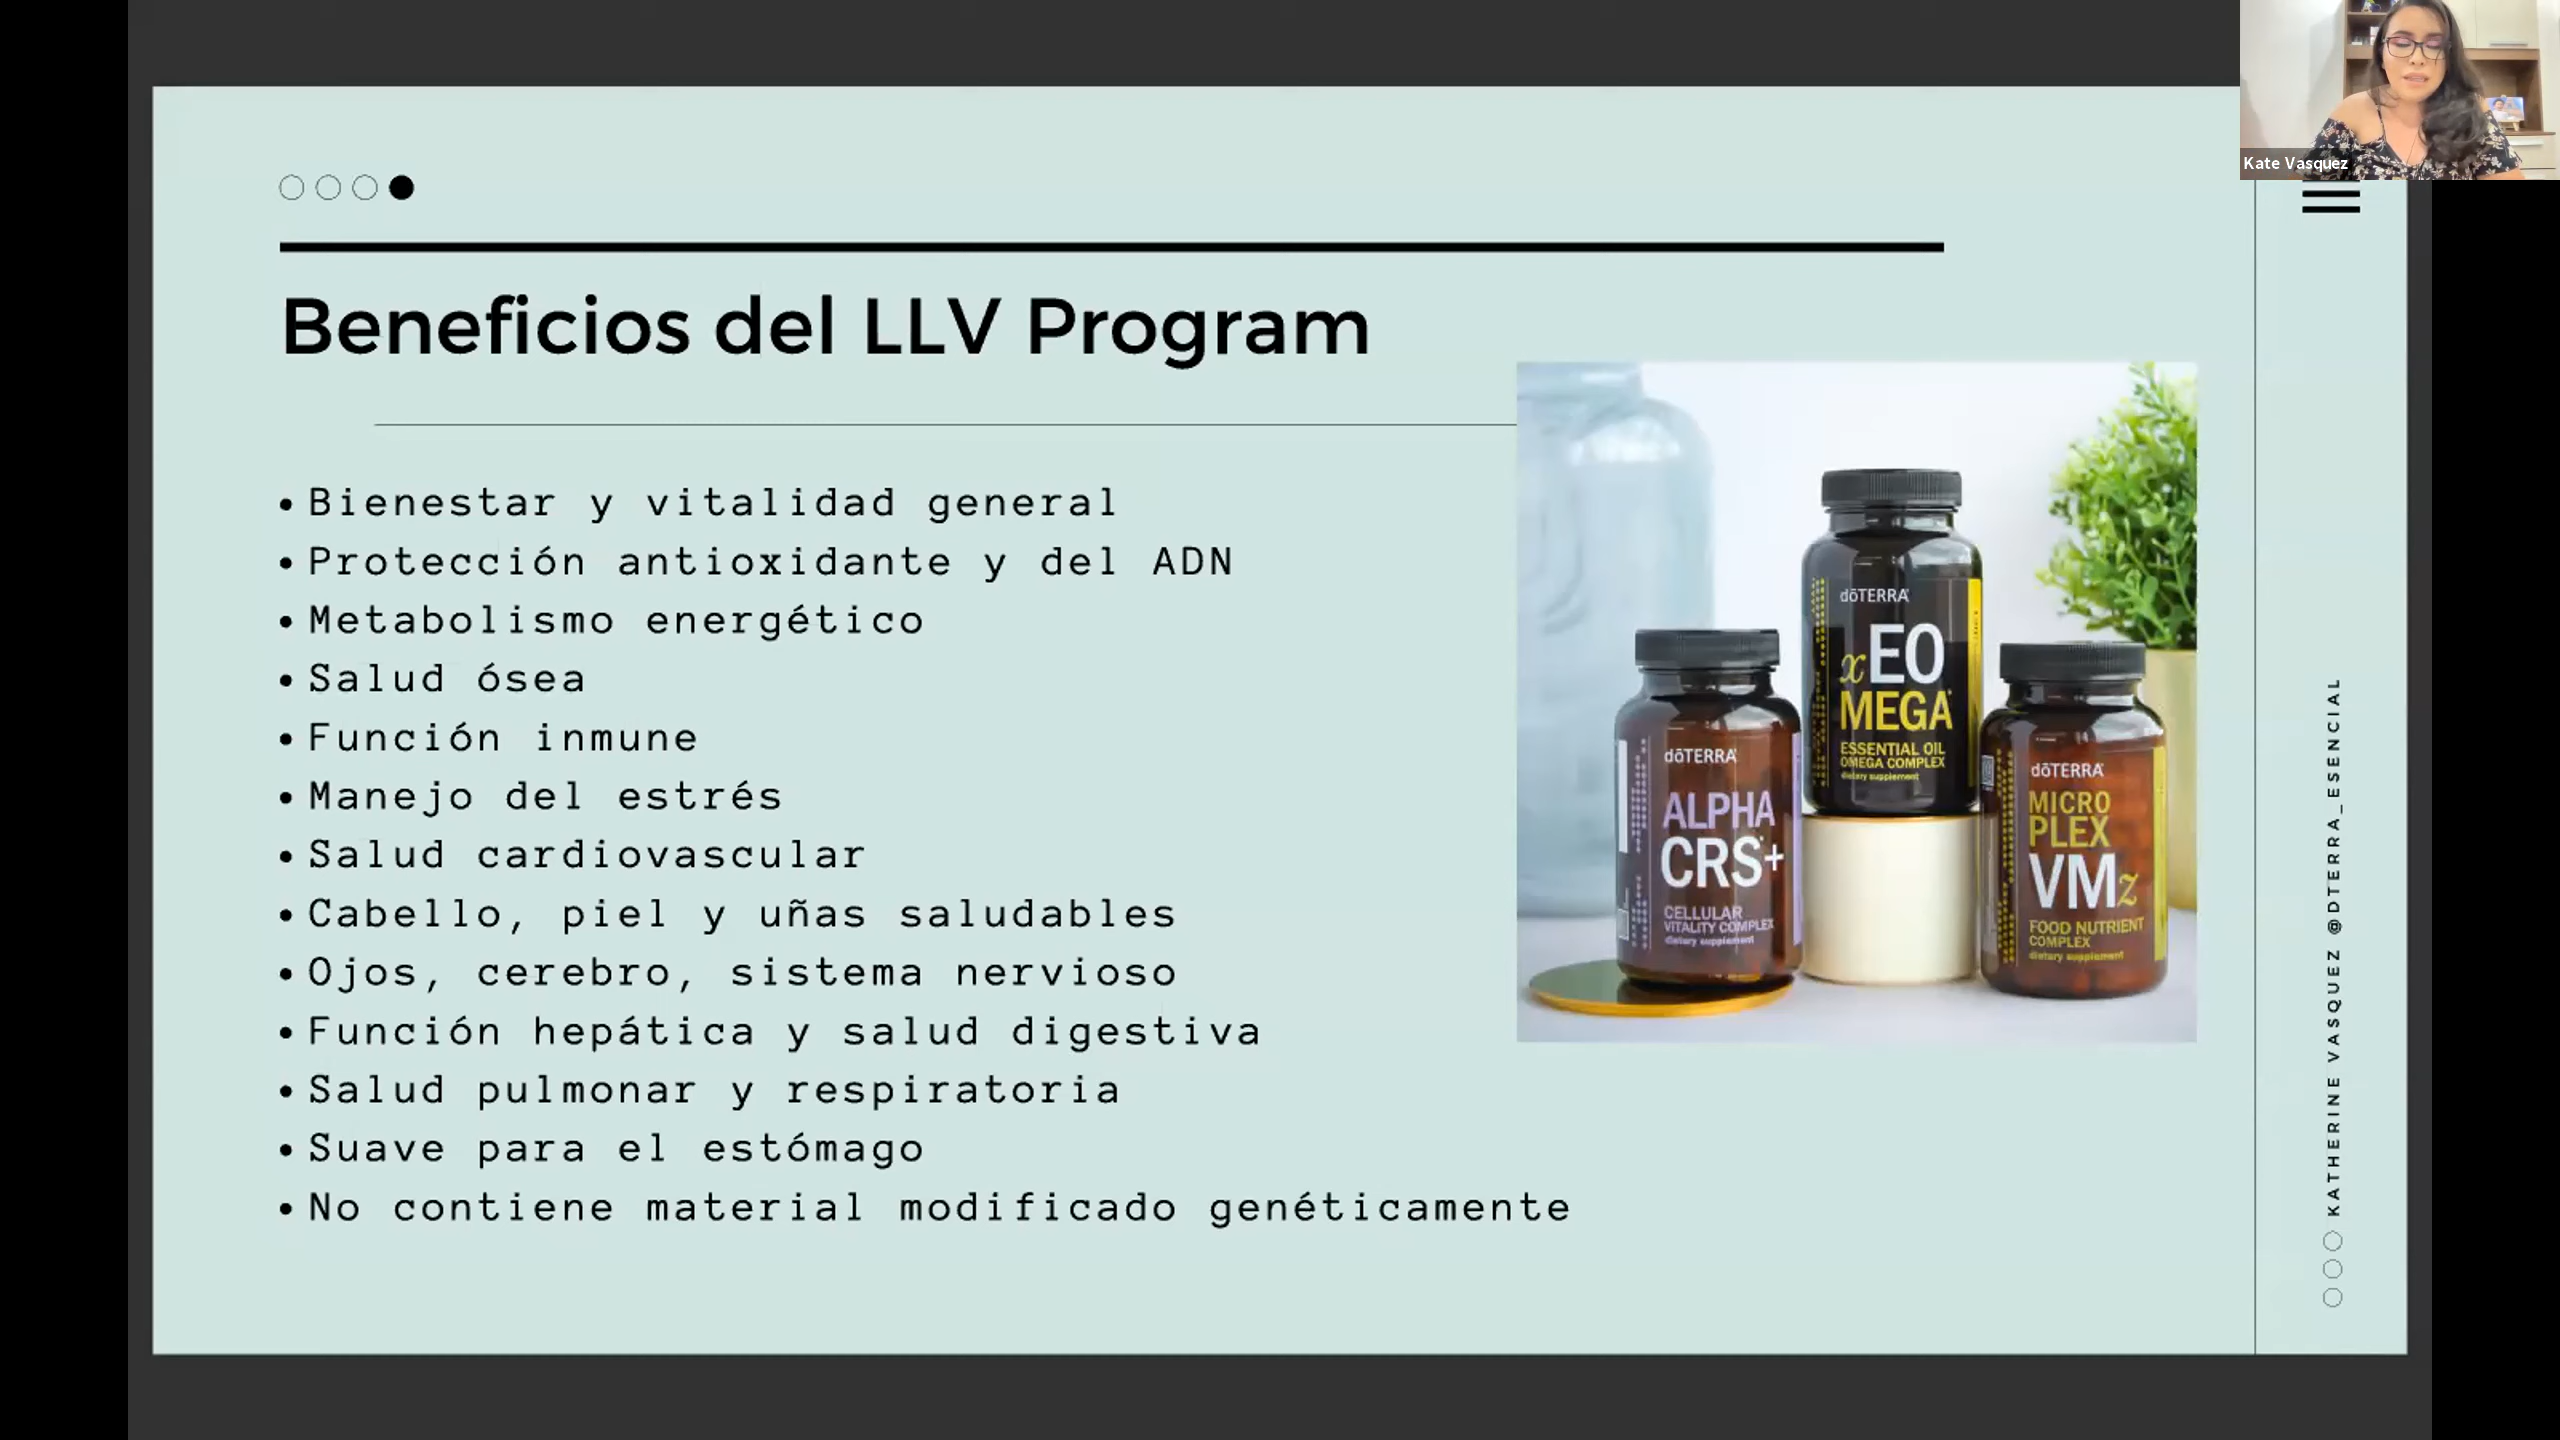 Kate Vasquez
Beneficios del LLV Program
• Bienestar y vitalidad general
• Protección antioxidante y del ADN
• Metabolismo energético
• Salud ósea
• Función inmune
• Manejo del estrés
• Salud cardiovascular
• Cabello, piel y uñas saludables
• Ojos, cerebro, sistema nervioso
• Función hepática y salud digestiva
• Salud pulmonar y respiratoria
• Suave para el estómago
• No contiene material modificado genéticamente
dōTERRA
xEO
MEGA
ESSENTIAL OIL
OMEGA COMPLEX
dietary supplement
dōTERRA
ALPHA
CRS+
CELLULAR
VITALITY COMPLEX
dietary supplement
dōTERRA
MICRO
PLEX
VMz
FOOD NUTRIENT
COMPLEX
dietary supplement
KATHERINE VASQUEZ @DTERRA_ESENCIAL